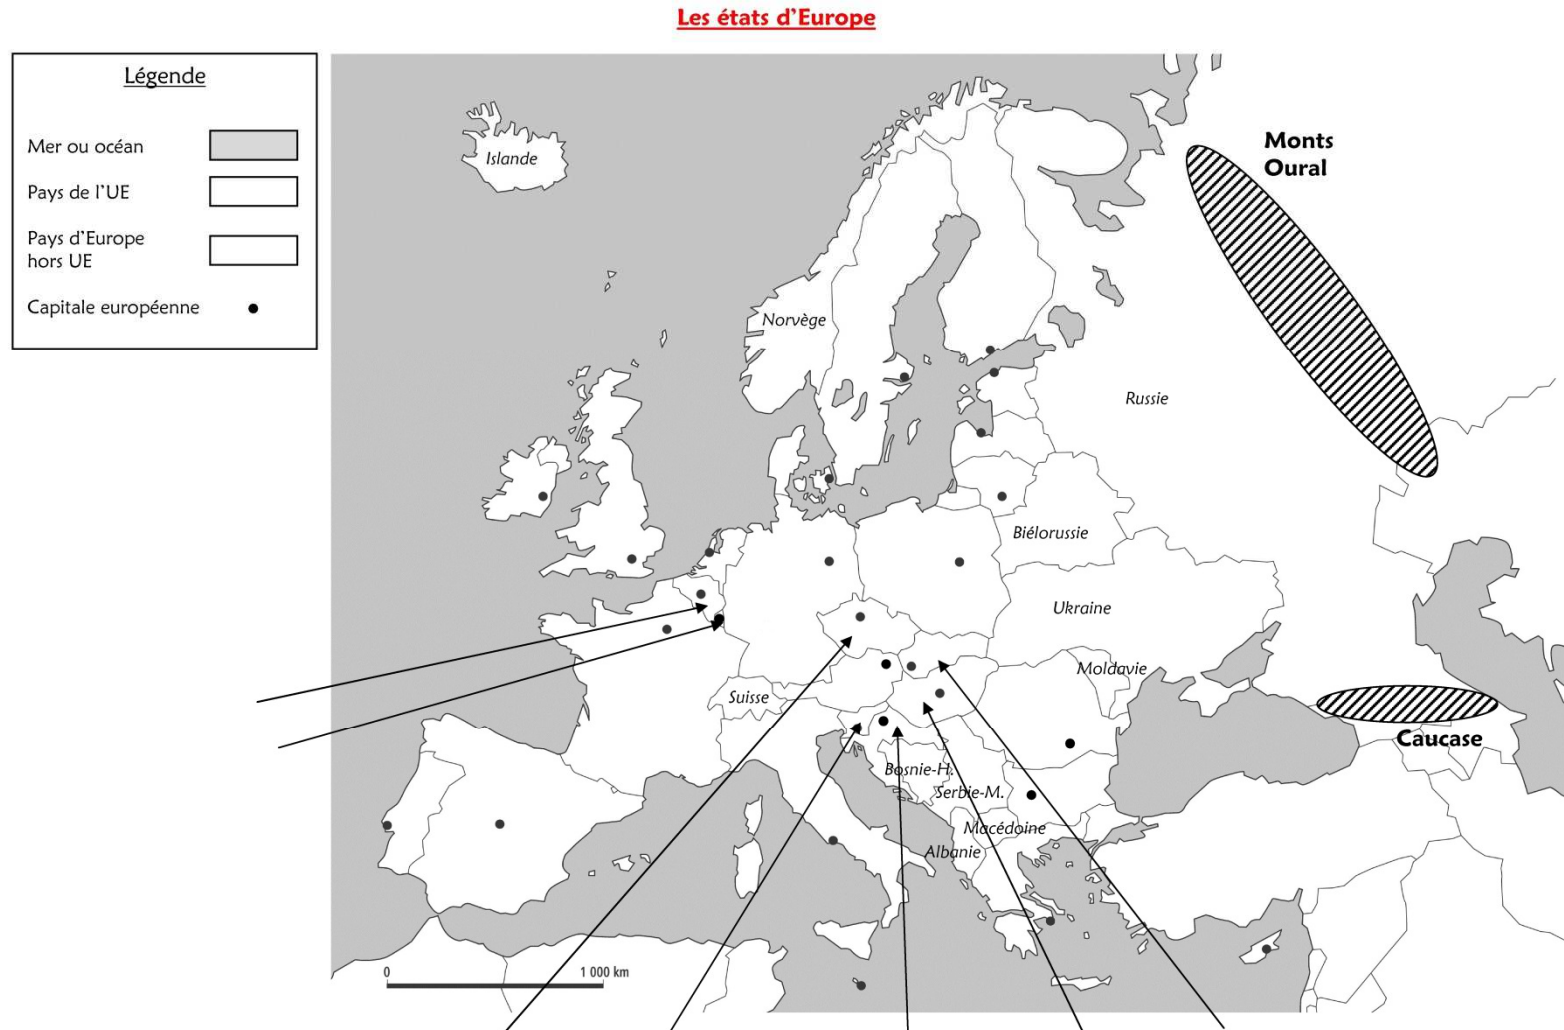 Les états d'Europe
Légende
Mer ou océan
Pays de l'UE
Pays d'Europe
hors UE
Capitale européenne
Islande
Monts
Oural
Norvège
Russie
Biélorussie
Ukraine
Moldavie
Suisse
Caucase
Bosnie-H.
Serbie-M.
Macédoine
Albanie
0
1 000 km